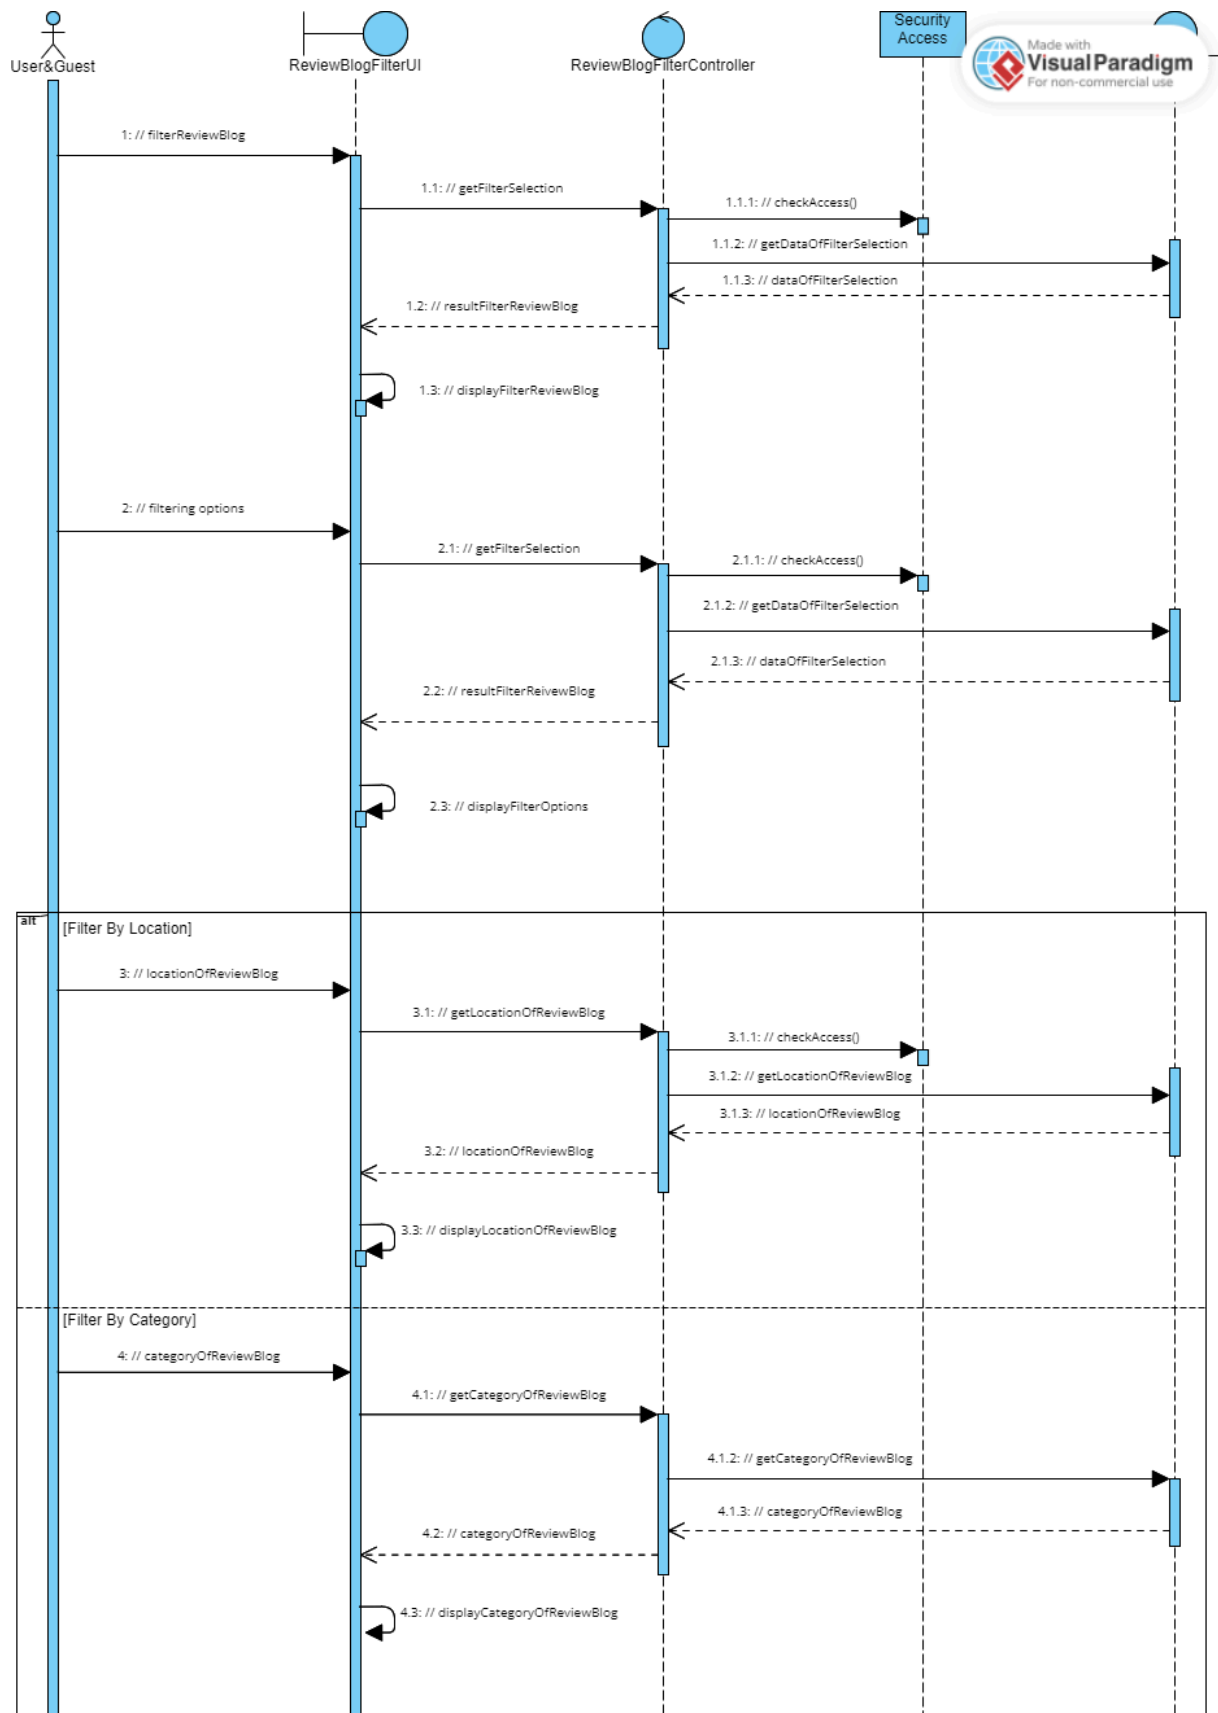 Security
Access
Made with
VisualParadigm
For non-commercial use
User&Guest
ReviewBlogFilterUI
ReviewBlogFilterController
1: // filterReviewBlog
1.1: // getFilterSelection
1.1.1: // checkAccess()
1.1.2: // getDataOfFilterSelection
1.1.3: // dataOfFilterSelection
1.2: // resultFilterReviewBlog
1.3: // displayFilterReviewBlog
2: // filtering options
2.1: // getFilterSelection
2.1.1: // checkAccess()
2.1.2: // getDataOfFilterSelection
2.1.3: // dataOfFilterSelection
2.2: // resultFilterReivewBlog
2.3: // displayFilterOptions
alt
[Filter By Location]
3: // locationOfReviewBlog
3.1: // getLocationOfReviewBlog
3.1.1: // checkAccess()
3.1.2: // getLocationOfReviewBlog
3.1.3: // locationOfReviewBlog
3.2: // locationOfReviewBlog
3.3: // displayLocationOfReviewBlog
[Filter By Category]
4: // categoryOfReviewBlog
4.1: // getCategoryOfReviewBlog
4.1.2: // getCategoryOfReviewBlog
4.1.3: // categoryOfReviewBlog
4.2: // categoryOfReviewBlog
4.3: // displayCategoryOfReviewBlog